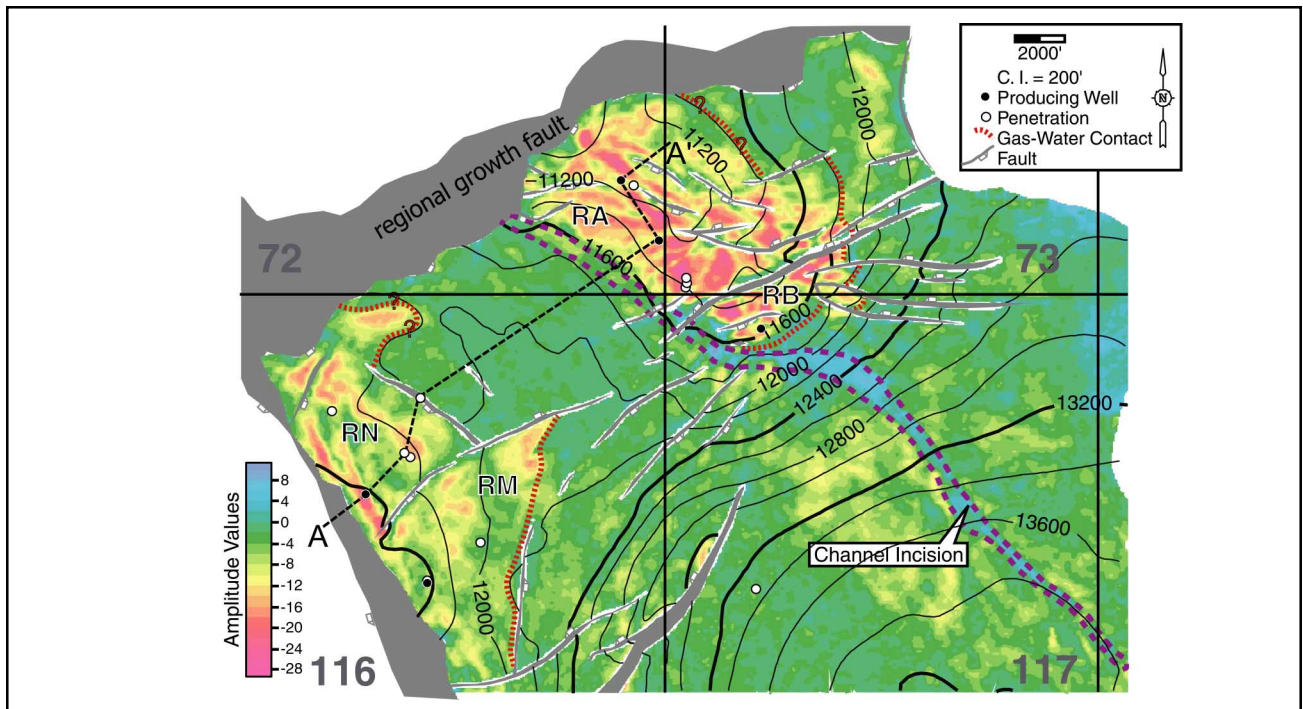 2000'
C. I. = 200'
Producing Well
Penetration
N
Gas-Water Contact
Fault
regional growth fault
12000
?
?
11200
A'
11200
RA
11600
72
73
RB
11600
?
?
12000
12400
13200
12800
RN
RM
A
12000
13600
Channel Incision
Amplitude Values
8
4
0
-4
-8
-12
-16
-20
-24
-28
116
117